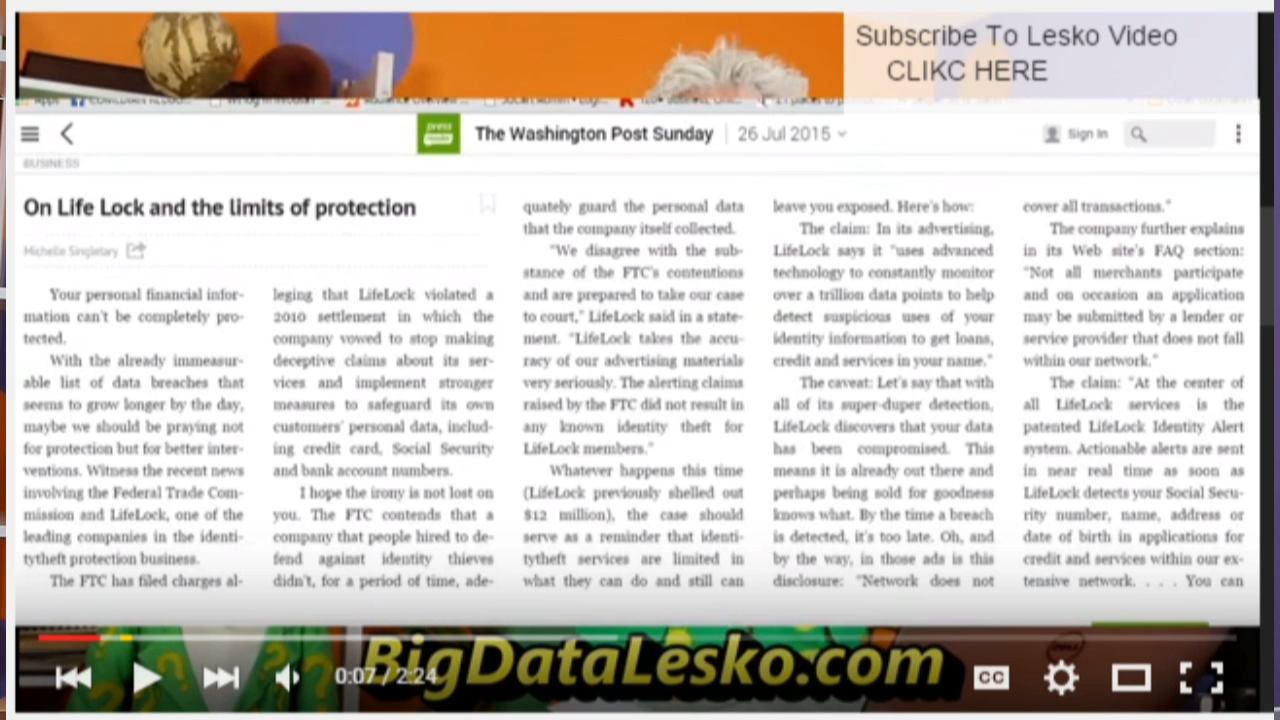 Subscribe To Lesko Video
CLIKC HERE
press
reader
The Washington Post Sunday
26 Jul 2015
Sign In
BUSINESS
On Life Lock and the limits of protection
Michelle Singletary
Your personal financial infor-
mation can't be completely pro-
tected.
With the already immeasur-
able list of data breaches that
seems to grow longer by the day,
maybe we should be praying not
for protection but for better inter-
ventions. Witness the recent news
involving the Federal Trade Com-
mission and LifeLock, one of the
leading companies in the identi-
tytheft protection business.
The FTC has filed charges al-
leging that LifeLock violated a
2010 settlement in which the
company vowed to stop making
deceptive claims about its ser-
vices and implement stronger
measures to safeguard its own
customers' personal data, includ-
ing credit card, Social Security
and bank account numbers.
I hope the irony is not lost on
you. The FTC contends that a
company that people hired to de-
fend against identity thieves
didn't, for a period of time, ade-
quately guard the personal data
that the company itself collected.
"We disagree with the sub-
stance of the FTC's contentions
and are prepared to take our case
to court," LifeLock said in a state-
ment. "LifeLock takes the accu-
racy of our advertising materials
very seriously. The alerting claims
raised by the FTC did not result in
any known identity theft for
LifeLock members."
Whatever happens this time
(LifeLock previously shelled out
$12 million), the case should
serve as a reminder that identi-
tytheft services are limited in
what they can do and still can
leave you exposed. Here's how:
The claim: In its advertising,
LifeLock says it "uses advanced
technology to constantly monitor
over a trillion data points to help
detect suspicious uses of your
identity information to get loans,
credit and services in your name."
The caveat: Let's say that with
all of its super-duper detection,
LifeLock discovers that your data
has been compromised. This
means it is already out there and
perhaps being sold for goodness
knows what. By the time a breach
is detected, it's too late. Oh, and
by the way, in those ads is this
disclosure: "Network does not
cover all transactions."
The company further explains
in its Web site's FAQ section:
"Not all merchants participate
and on occasion an application
may be submitted by a lender or
service provider that does not fall
within our network."
The claim: "At the center of
all LifeLock services is the
patented LifeLock Identity Alert
system. Actionable alerts are sent
in near real time as soon as
LifeLock detects your Social Secu-
rity number, name, address or
date of birth in applications for
credit and services within our ex-
tensive network. . . . You can
BigDataLesko.com
0:07 / 2:24
CC